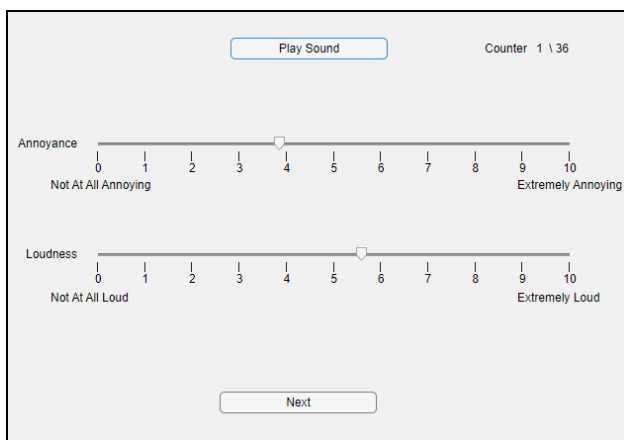 Play Sound
Counter 1 \ 36
Annoyance
0 1 2 3 4 5 6 7 8 9 10
Not At All Annoying Extremely Annoying
Loudness
0 1 2 3 4 5 6 7 8 9 10
Not At All Loud Extremely Loud
Next